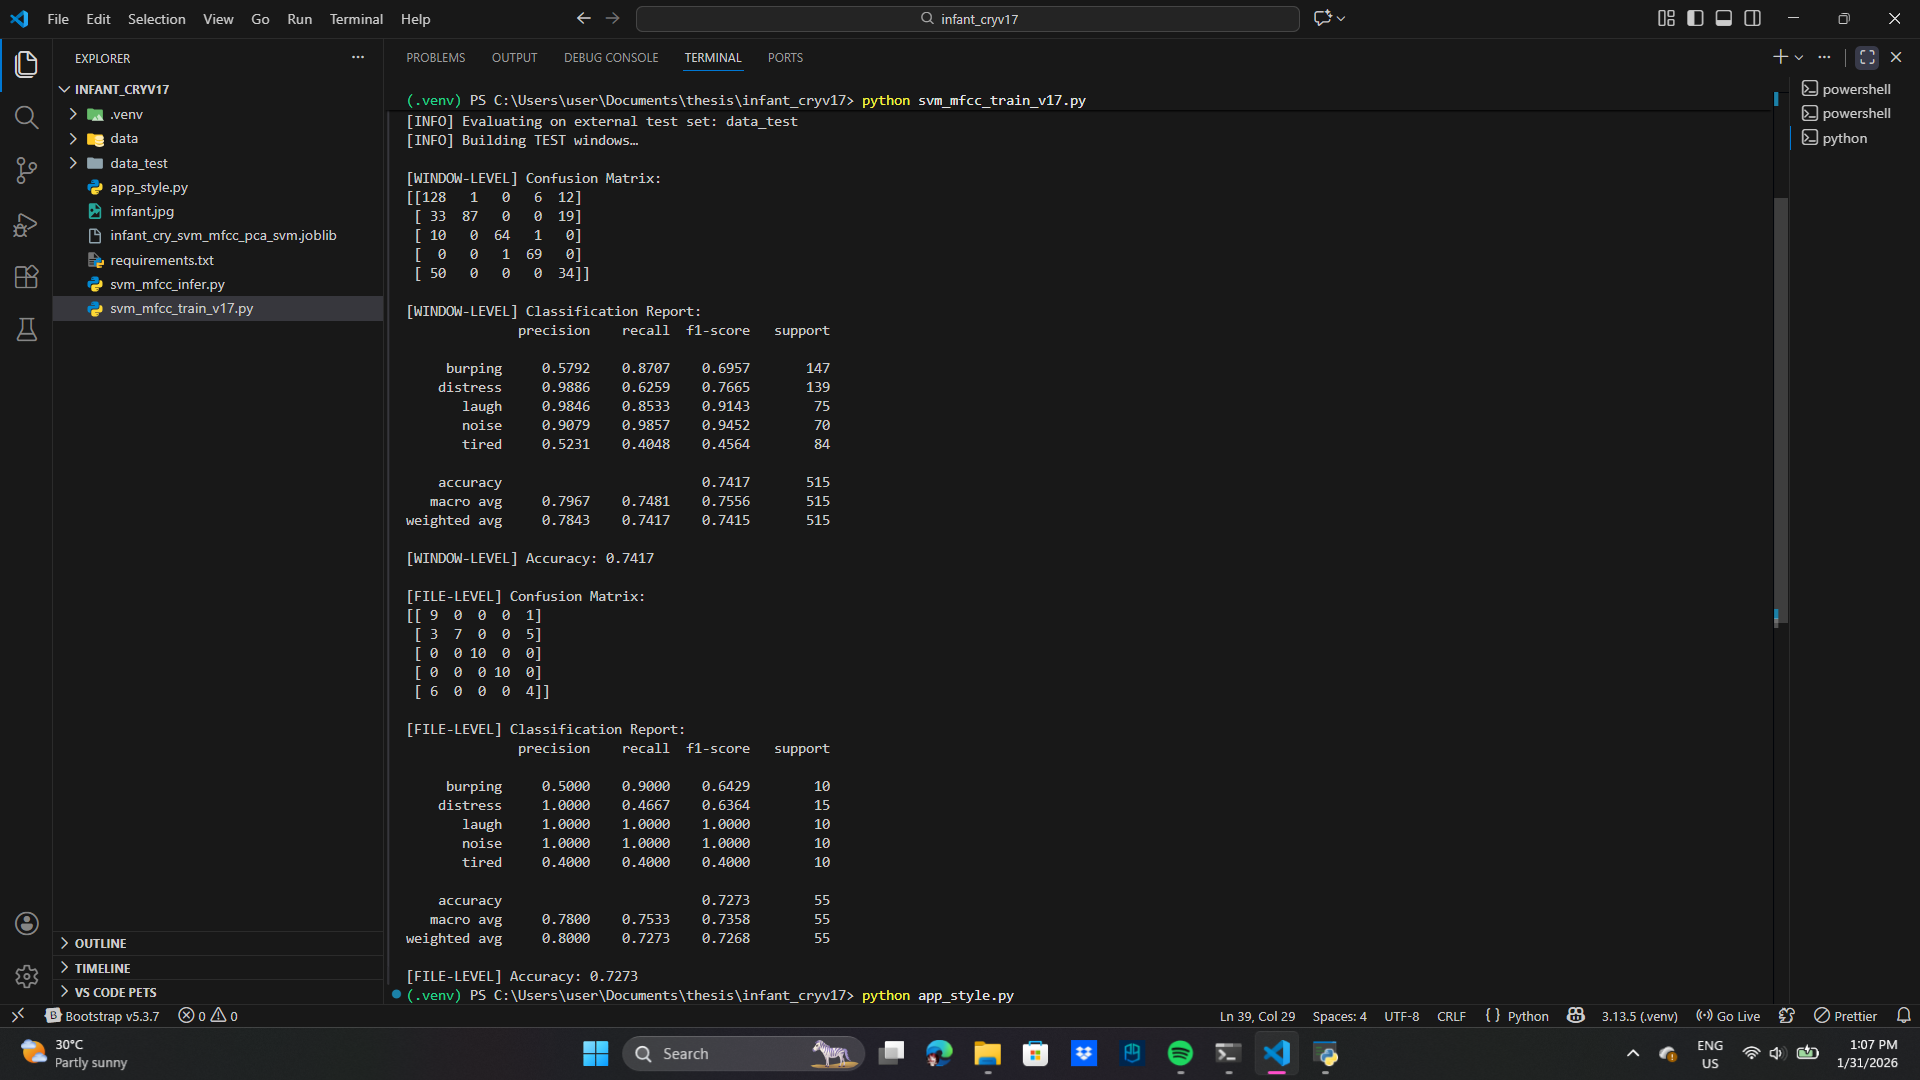 File Edit Selection View Go Run Terminal Help
infant_cryv17
EXPLORER
INFANT_CRYV17
.venv
data
data_test
app_style.py
imfant.jpg
infant_cry_svm_mfcc_pca_svm.joblib
requirements.txt
svm_mfcc_infer.py
svm_mfcc_train_v17.py
OUTLINE
TIMELINE
VS CODE PETS
PROBLEMS OUTPUT DEBUG CONSOLE TERMINAL PORTS
(.venv) PS C:\Users\user\Documents\thesis\infant_cryv17> python svm_mfcc_train_v17.py
[INFO] Evaluating on external test set: data_test
[INFO] Building TEST windows…
[WINDOW-LEVEL] Confusion Matrix:
[[128 1 0 6 12]
[ 33 87 0 0 19]
[ 10 0 64 1 0]
[ 0 0 1 69 0]
[ 50 0 0 0 34]]
[WINDOW-LEVEL] Classification Report:
precision recall f1-score support
burping 0.5792 0.8707 0.6957 147
distress 0.9886 0.6259 0.7665 139
laugh 0.9846 0.8533 0.9143 75
noise 0.9079 0.9857 0.9452 70
tired 0.5231 0.4048 0.4564 84
accuracy 0.7417 515
macro avg 0.7967 0.7481 0.7556 515
weighted avg 0.7843 0.7417 0.7415 515
[WINDOW-LEVEL] Accuracy: 0.7417
[FILE-LEVEL] Confusion Matrix:
[[ 9 0 0 0 1]
[ 3 7 0 0 5]
[ 0 0 10 0 0]
[ 0 0 0 10 0]
[ 6 0 0 0 4]]
[FILE-LEVEL] Classification Report:
precision recall f1-score support
burping 0.5000 0.9000 0.6429 10
distress 1.0000 0.4667 0.6364 15
laugh 1.0000 1.0000 1.0000 10
noise 1.0000 1.0000 1.0000 10
tired 0.4000 0.4000 0.4000 10
accuracy 0.7273 55
macro avg 0.7800 0.7533 0.7358 55
weighted avg 0.8000 0.7273 0.7268 55
[FILE-LEVEL] Accuracy: 0.7273
(.venv) PS C:\Users\user\Documents\thesis\infant_cryv17> python app_style.py
powershell
powershell
python
Bootstrap v5.3.7 0 0 Ln 39, Col 29 Spaces: 4 UTF-8 CRLF { } Python 3.13.5 (.venv) Go Live Prettier
30°C
Partly sunny
Search
ENG
US
1:07 PM
1/31/2026